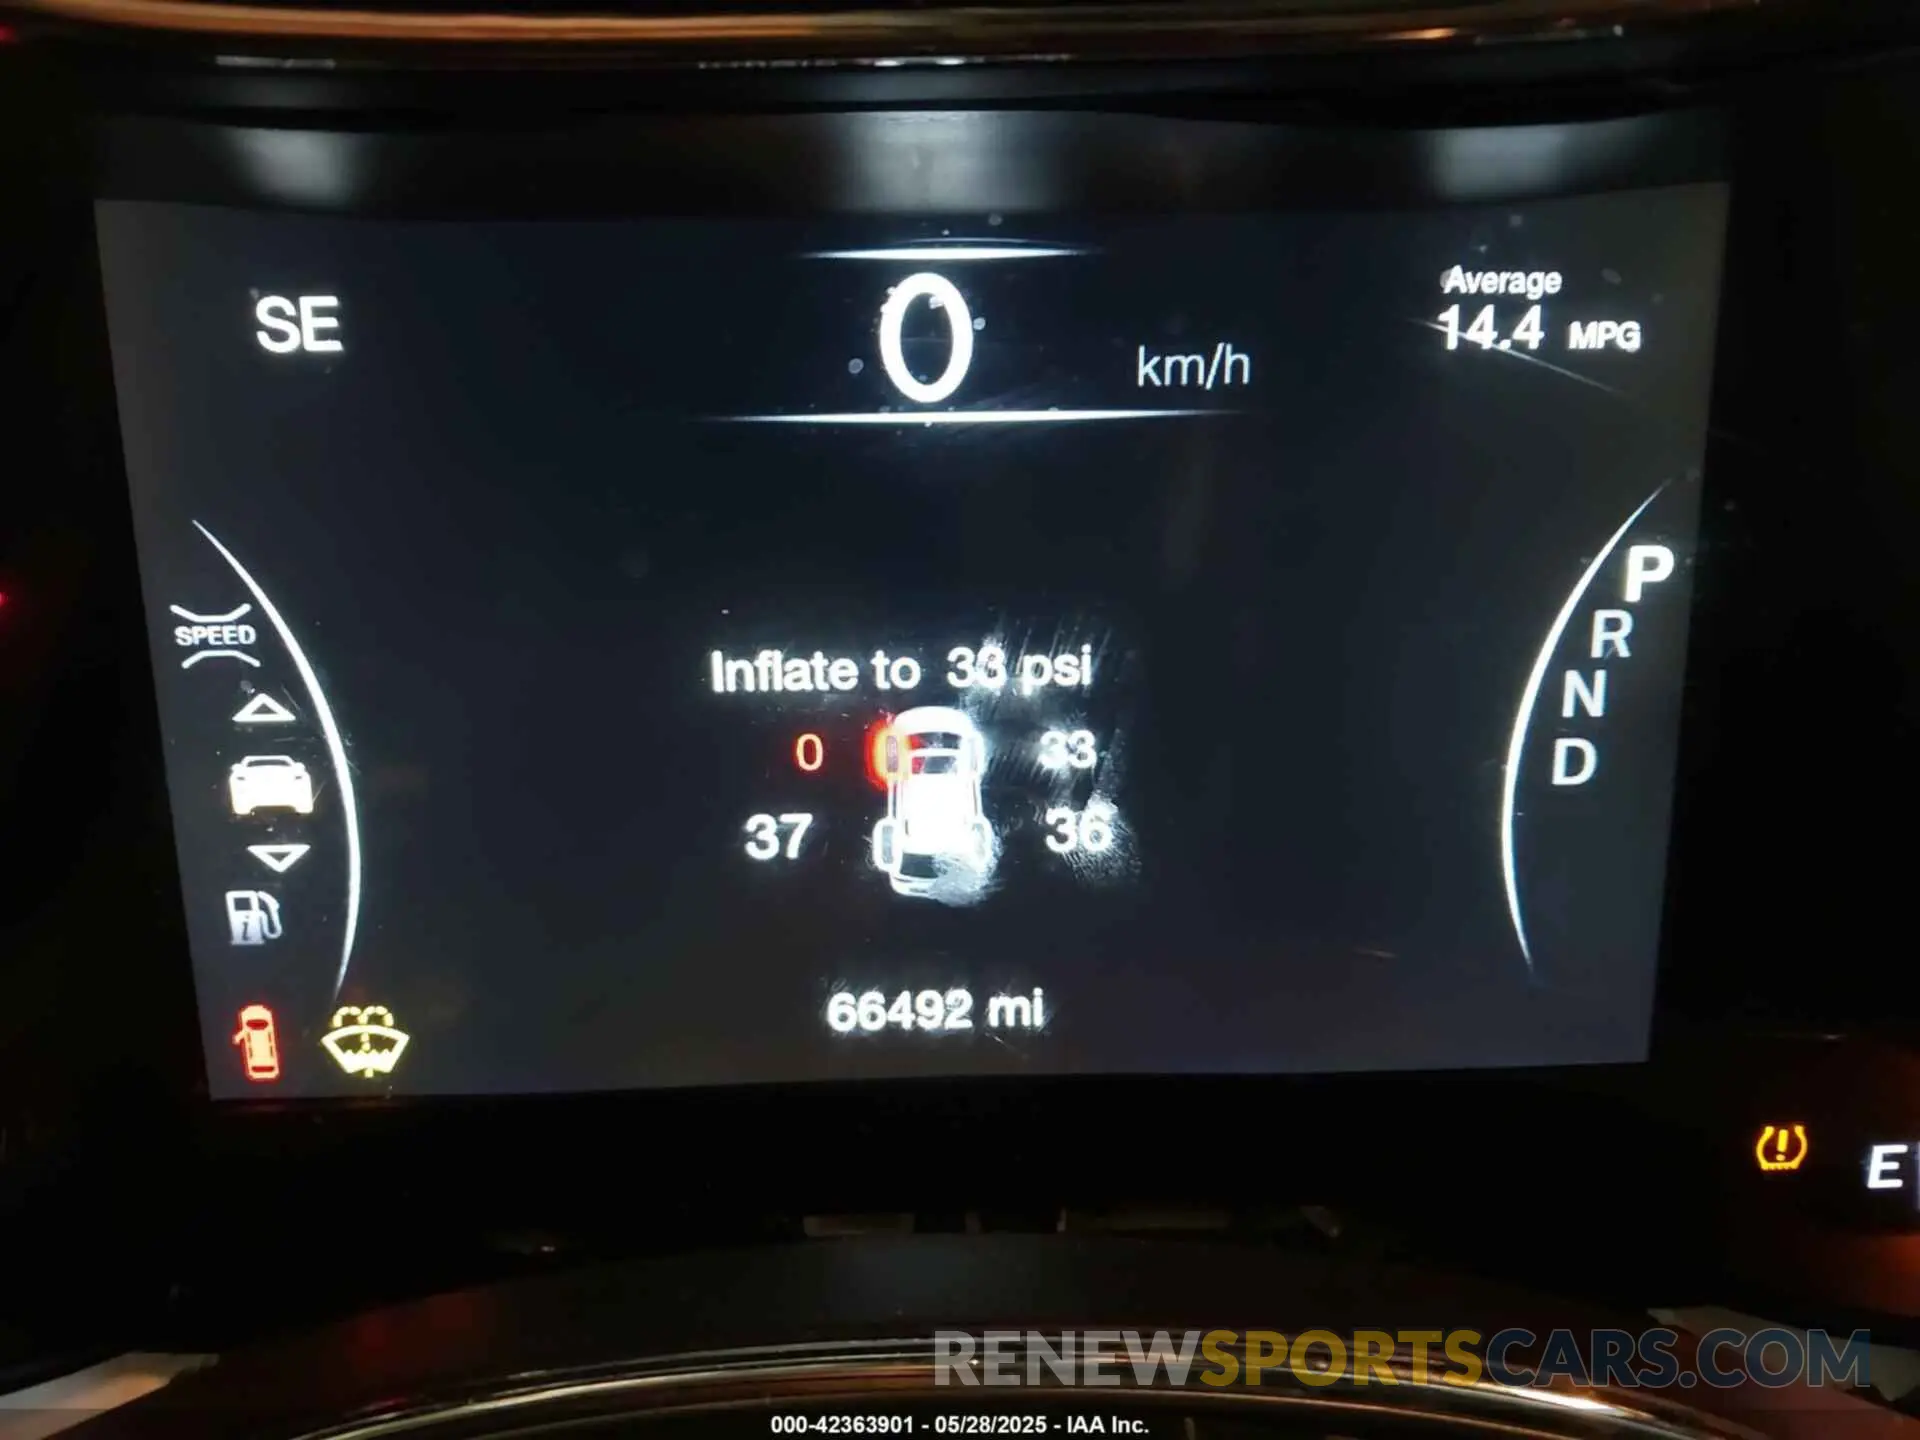 SE
0 km/h
Average
14.4 MPG
SPEED
P
R
N
D
Inflate to 33 psi
0 33
37 36
66492 mi
E
RENEWSPORTSCARS.COM
000-42363901 - 05/28/2025 - IAA Inc.